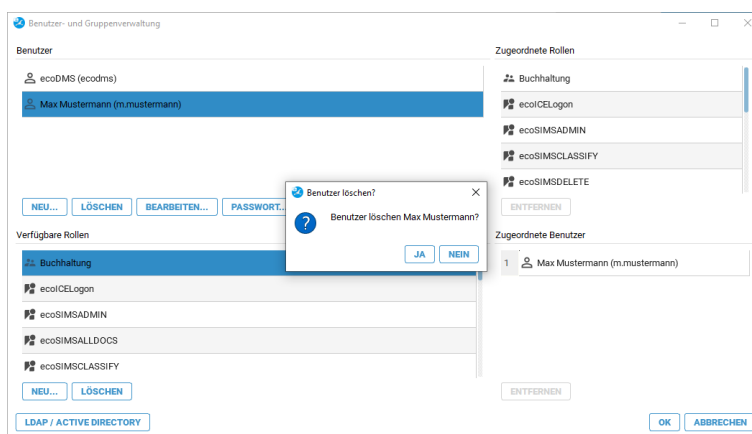 Benutzer- und Gruppenverwaltung
Benutzer
Zugeordnete Rollen
ecoDMS (ecodms)
Max Mustermann (m.mustermann)
Buchhaltung
ecoICELogon
ecoSIMSADMIN
ecoSIMSCLASSIFY
ecoSIMSDELETE
NEU...
LÖSCHEN
BEARBEITEN...
PASSWORT...
ENTFERNEN
Benutzer löschen?
Benutzer löschen Max Mustermann?
JA
NEIN
Verfügbare Rollen
Zugeordnete Benutzer
Buchhaltung
ecoICELogon
ecoSIMSADMIN
ecoSIMSALLDOCS
ecoSIMSCLASSIFY
1 Max Mustermann (m.mustermann)
NEU...
LÖSCHEN
ENTFERNEN
LDAP / ACTIVE DIRECTORY
OK
ABBRECHEN